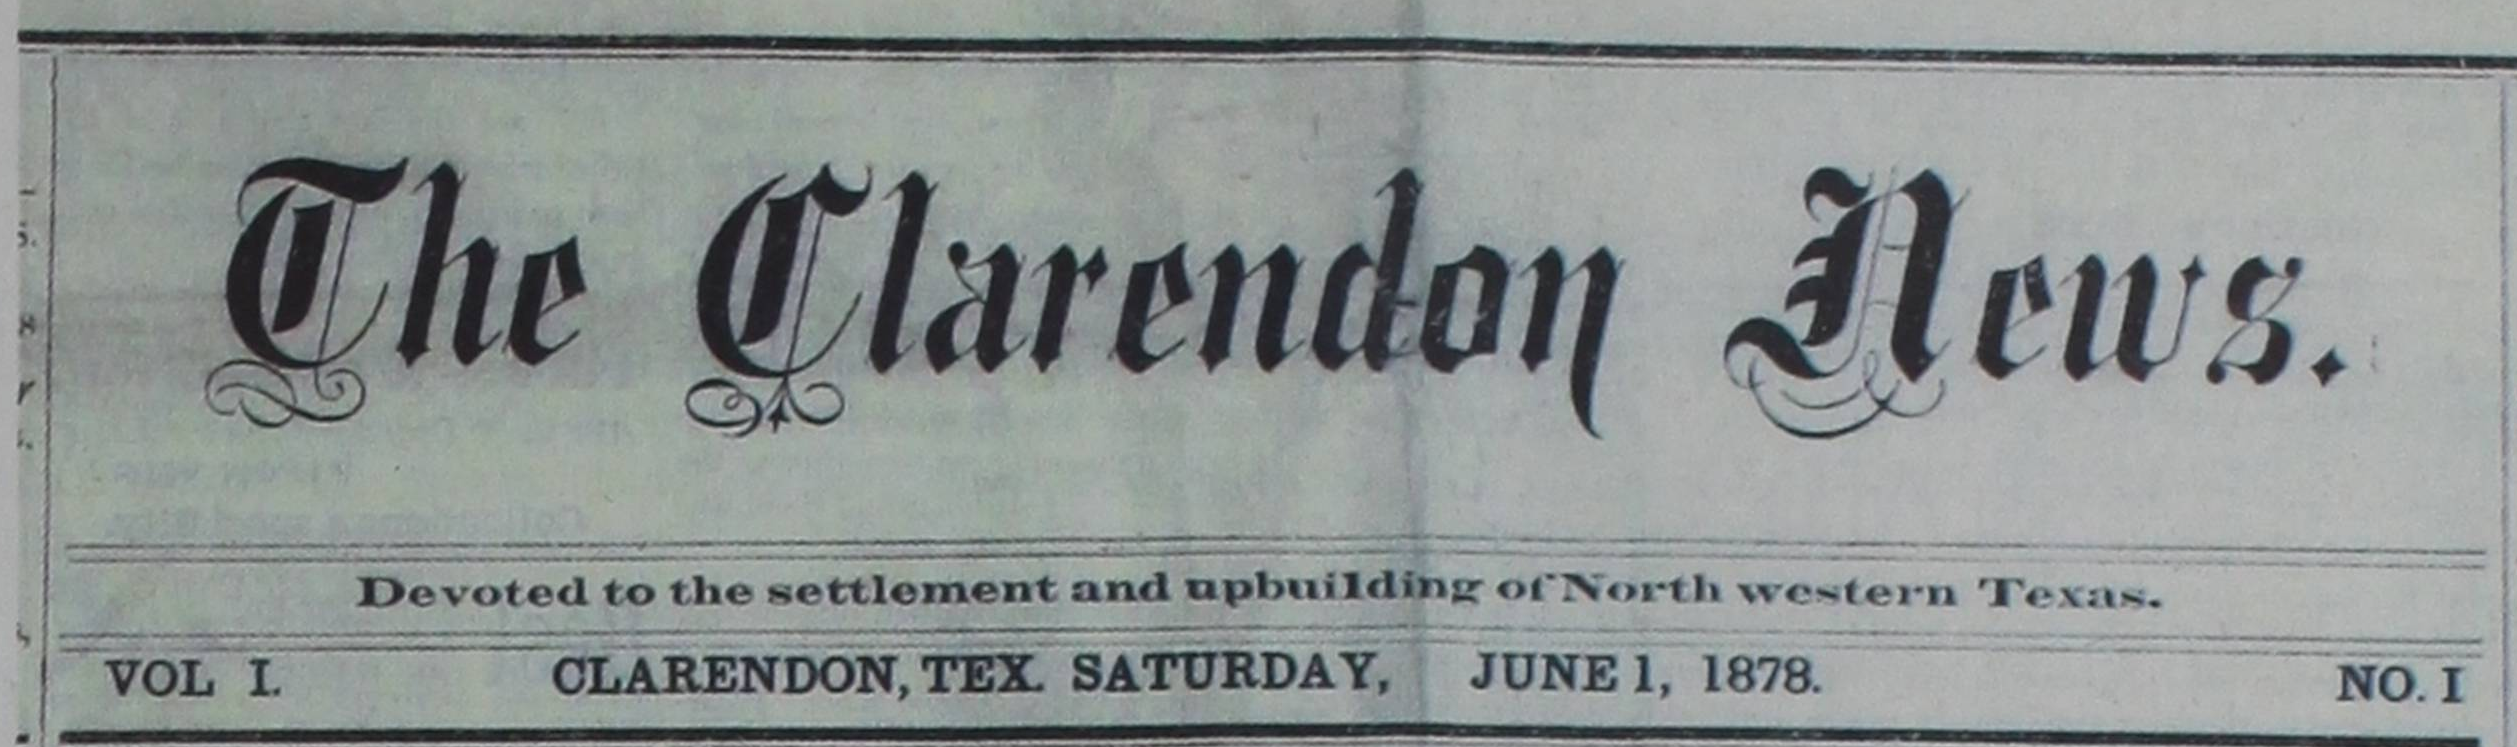 The Clarendon News.
Devoted to the settlement and upbuilding of North western Texas.
VOL I. CLARENDON, TEX. SATURDAY, JUNE 1, 1878. NO. I